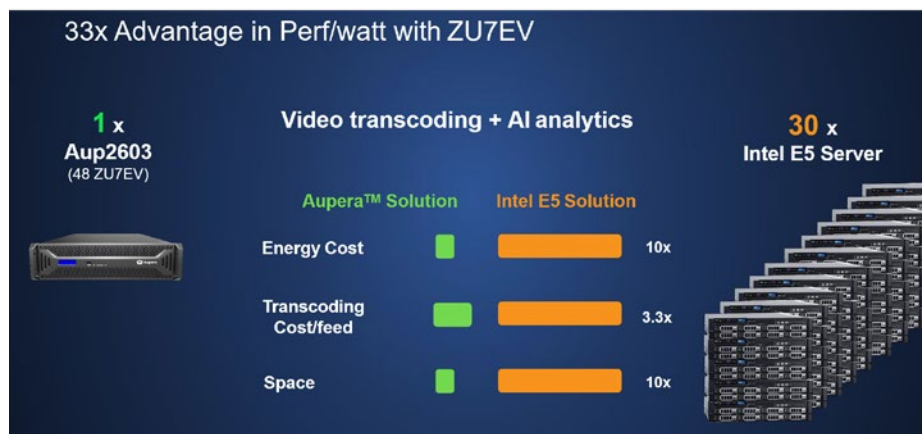 33x Advantage in Perf/watt with ZU7EV
1 x
Aup2603
(48 ZU7EV)
Video transcoding + AI analytics
30 x
Intel E5 Server
Aupera™ Solution
Intel E5 Solution
Energy Cost
10x
Transcoding
Cost/feed
3.3x
Space
10x